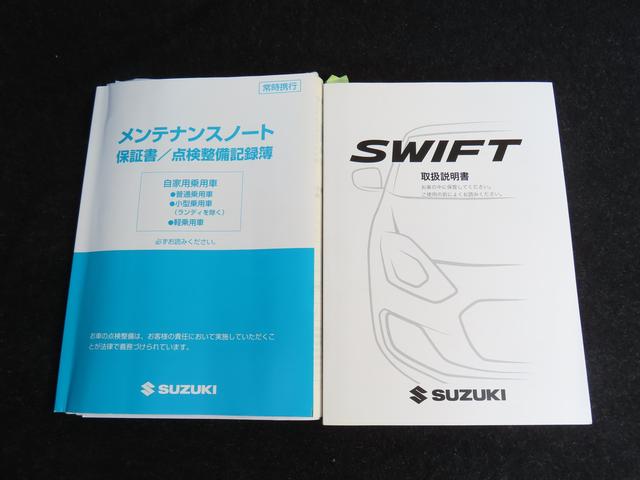 常時携行
メンテナンスノート
保証書／点検整備記録簿
自家用乗用車
●普通乗用車
●小型乗用車
(ランディを除く)
●軽乗用車
必ずお読みください。
お車の点検整備は、お客様の責任において実施していただくこ
とが法律で義務づけられています。
SUZUKI
SWIFT
取扱説明書
お車の中に保管してください。
ご使用の前によくお読みください。
SUZUKI